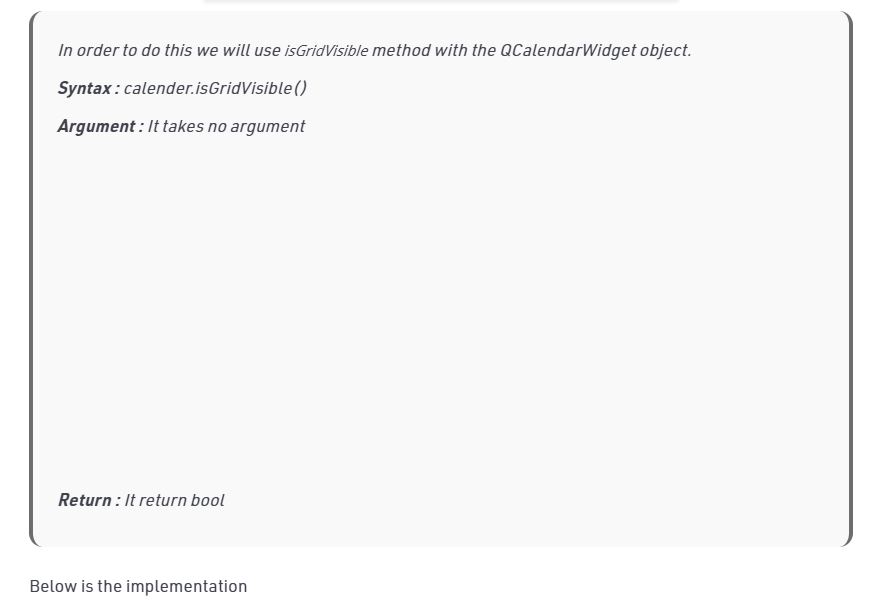 In order to do this we will use isGridVisible method with the QCalendarWidget object.
Syntax : calender.isGridVisible()
Argument : It takes no argument
Return : It return bool
Below is the implementation